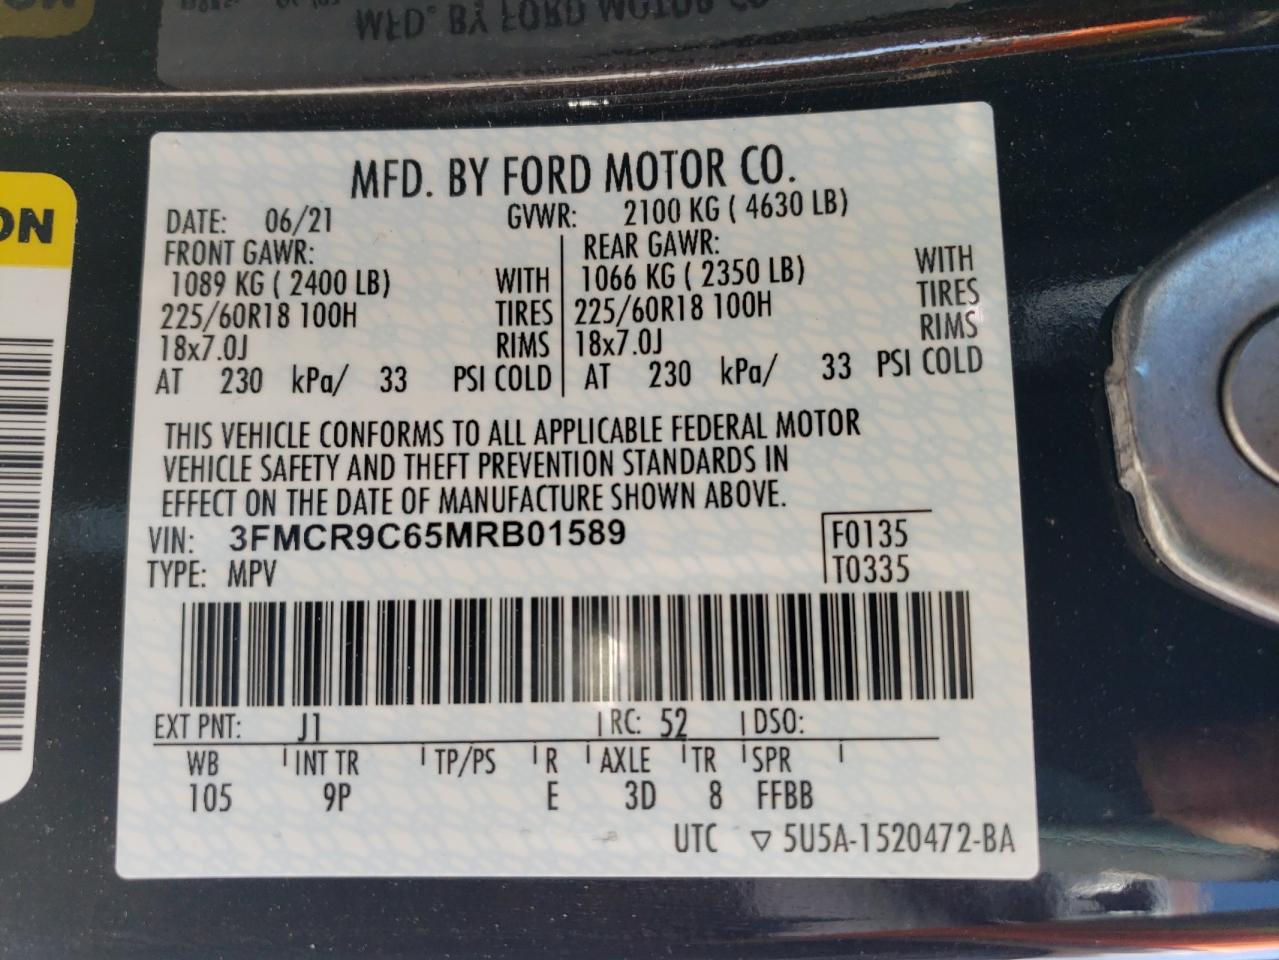 MFD. BY FORD MOTOR CO.
ON
MFD. BY FORD MOTOR CO.
DATE: 06/21 GVWR: 2100 KG ( 4630 LB)
FRONT GAWR: REAR GAWR:
1089 KG ( 2400 LB) WITH 1066 KG ( 2350 LB) WITH
225/60R18 100H TIRES 225/60R18 100H TIRES
18x7.0J RIMS 18x7.0J RIMS
AT 230 kPa/ 33 PSI COLD AT 230 kPa/ 33 PSI COLD
THIS VEHICLE CONFORMS TO ALL APPLICABLE FEDERAL MOTOR
VEHICLE SAFETY AND THEFT PREVENTION STANDARDS IN
EFFECT ON THE DATE OF MANUFACTURE SHOWN ABOVE.
VIN: 3FMCR9C65MRB01589 F0135
TYPE: MPV T0335
EXT PNT: J1 RC: 52 DSO:
WB INT TR TP/PS R AXLE TR SPR
105 9P E 3D 8 FFBB
UTC ▽ 5U5A-1520472-BA